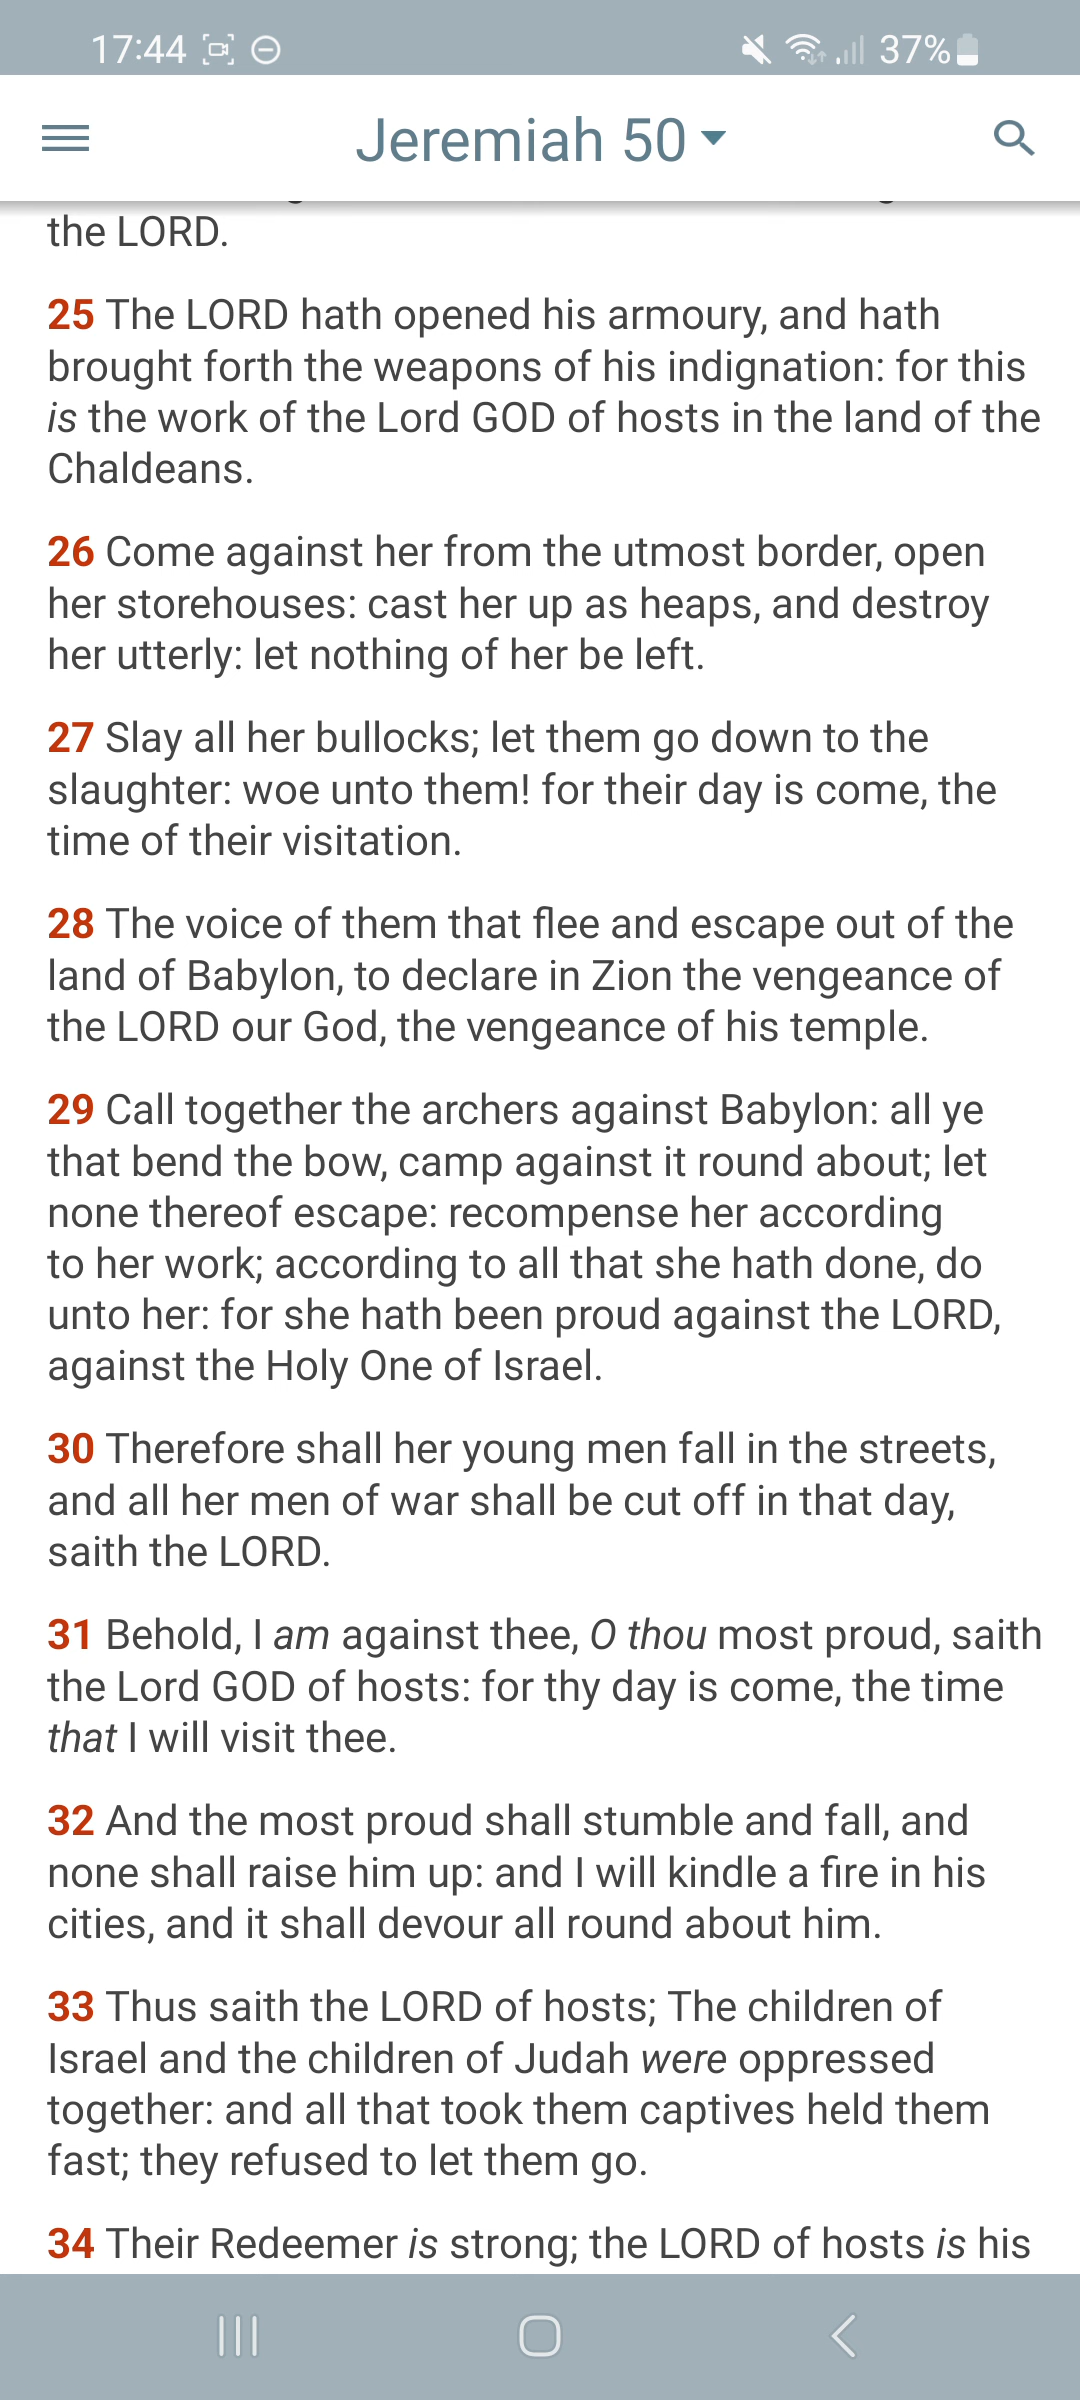 17:44
37%
Jeremiah 50
the LORD.
25 The LORD hath opened his armoury, and hath
brought forth the weapons of his indignation: for this
is the work of the Lord GOD of hosts in the land of the
Chaldeans.
26 Come against her from the utmost border, open
her storehouses: cast her up as heaps, and destroy
her utterly: let nothing of her be left.
27 Slay all her bullocks; let them go down to the
slaughter: woe unto them! for their day is come, the
time of their visitation.
28 The voice of them that flee and escape out of the
land of Babylon, to declare in Zion the vengeance of
the LORD our God, the vengeance of his temple.
29 Call together the archers against Babylon: all ye
that bend the bow, camp against it round about; let
none thereof escape: recompense her according
to her work; according to all that she hath done, do
unto her: for she hath been proud against the LORD,
against the Holy One of Israel.
30 Therefore shall her young men fall in the streets,
and all her men of war shall be cut off in that day,
saith the LORD.
31 Behold, I am against thee, O thou most proud, saith
the Lord GOD of hosts: for thy day is come, the time
that I will visit thee.
32 And the most proud shall stumble and fall, and
none shall raise him up: and I will kindle a fire in his
cities, and it shall devour all round about him.
33 Thus saith the LORD of hosts; The children of
Israel and the children of Judah were oppressed
together: and all that took them captives held them
fast; they refused to let them go.
34 Their Redeemer is strong; the LORD of hosts is his